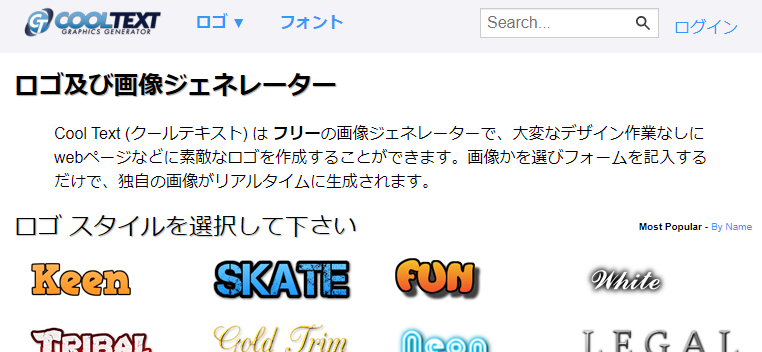 COOLTEXT
GRAPHICS GENERATOR
ロゴ ▼ フォント
Search...
ログイン
ロゴ及び画像ジェネレーター
Cool Text (クールテキスト) は フリーの画像ジェネレーターで、大変なデザイン作業なしに
webページなどに素敵なロゴを作成することができます。画像かを選びフォームを記入する
だけで、独自の画像がリアルタイムに生成されます。
ロゴ スタイルを選択して下さい
Most Popular - By Name
Keen SKATE FUN White
TRIBAL Gold Trim Neon LEGAL